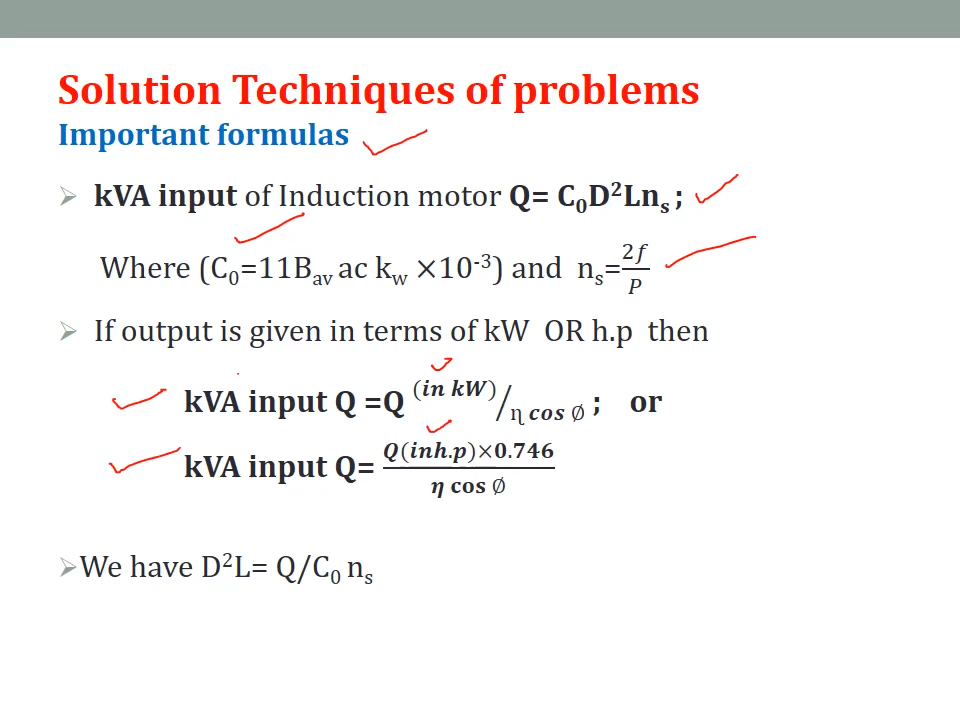 Solution Techniques of problems
Important formulas
➢ kVA input of Induction motor Q= C₀D²Lnₛ ;
Where (C₀=11Bav ac kw ×10⁻³) and nₛ=2f/P
➢ If output is given in terms of kW OR h.p then
kVA input Q =Q (in kW)/η cos ∅ ; or
kVA input Q= Q(inh.p)×0.746/η cos ∅
➢We have D²L= Q/C₀ nₛ